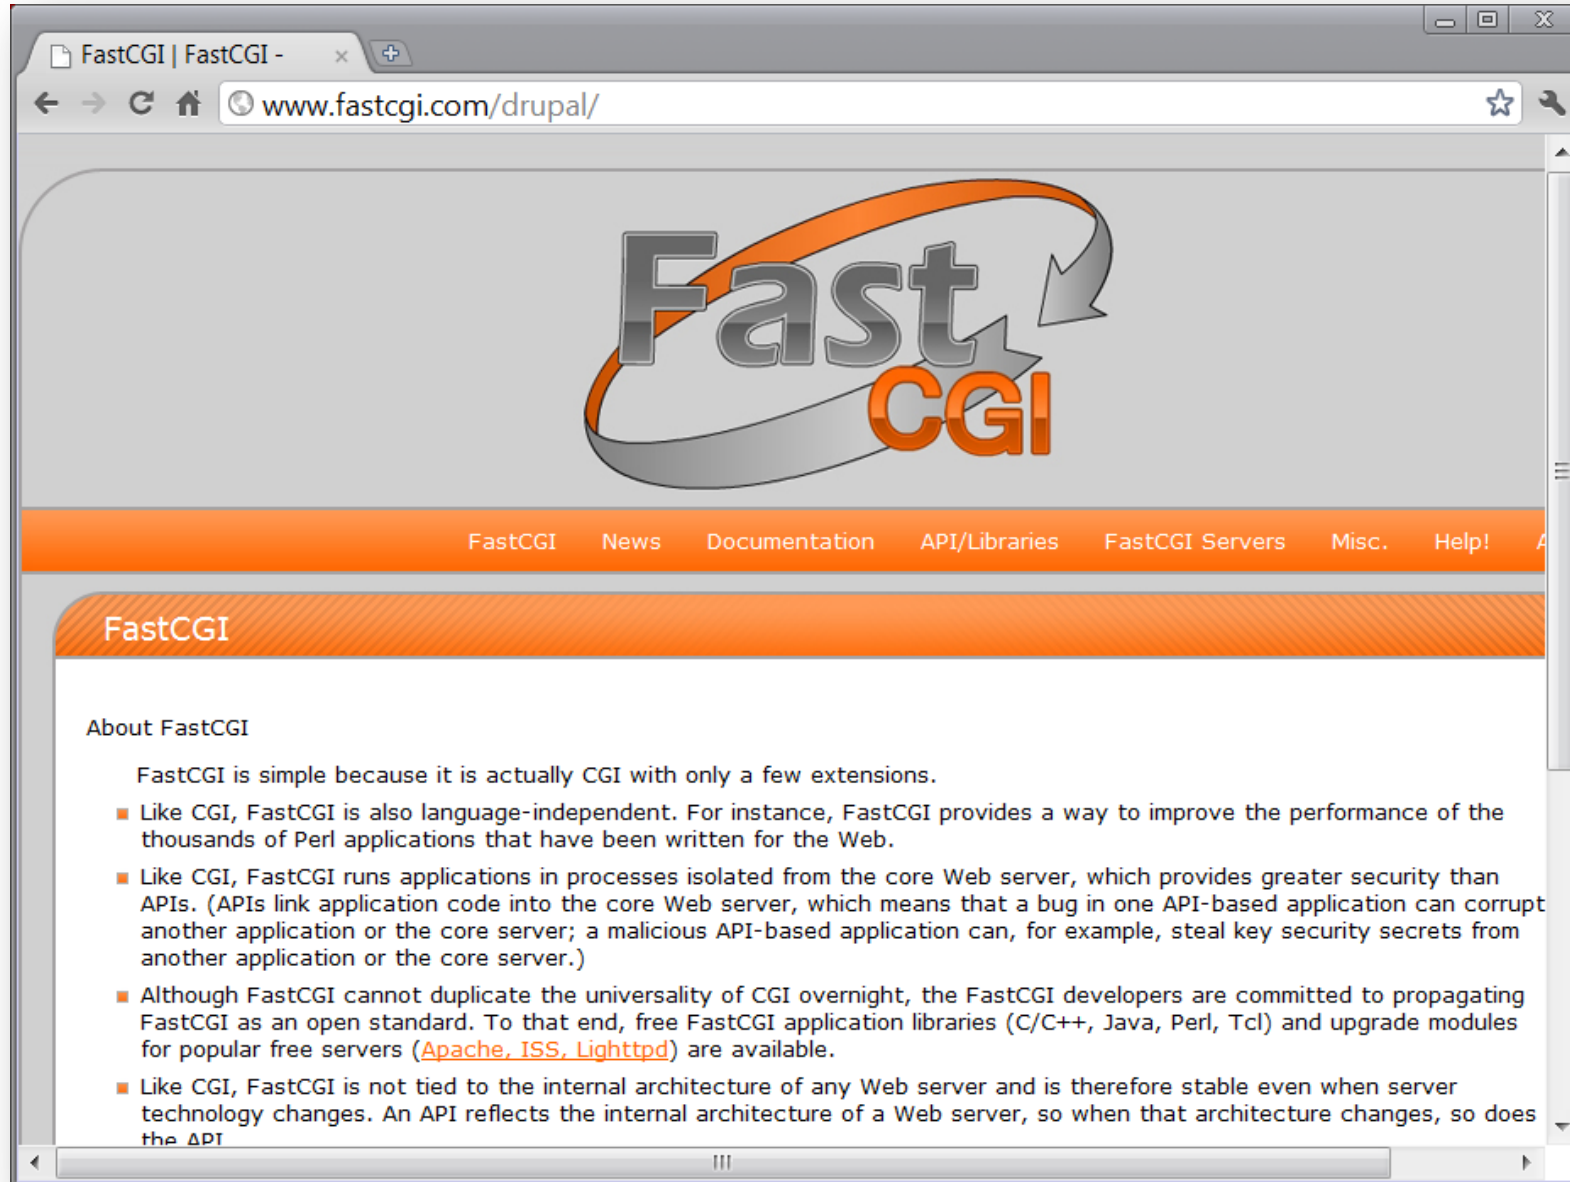 FastCGI | FastCGI -
www.fastcgi.com/drupal/
Fast
CGI
FastCGI News Documentation API/Libraries FastCGI Servers Misc. Help!
FastCGI
About FastCGI
FastCGI is simple because it is actually CGI with only a few extensions.
Like CGI, FastCGI is also language-independent. For instance, FastCGI provides a way to improve the performance of the
thousands of Perl applications that have been written for the Web.
Like CGI, FastCGI runs applications in processes isolated from the core Web server, which provides greater security than
APIs. (APIs link application code into the core Web server, which means that a bug in one API-based application can corrupt
another application or the core server; a malicious API-based application can, for example, steal key security secrets from
another application or the core server.)
Although FastCGI cannot duplicate the universality of CGI overnight, the FastCGI developers are committed to propagating
FastCGI as an open standard. To that end, free FastCGI application libraries (C/C++, Java, Perl, Tcl) and upgrade modules
for popular free servers (Apache, ISS, Lighttpd) are available.
Like CGI, FastCGI is not tied to the internal architecture of any Web server and is therefore stable even when server
technology changes. An API reflects the internal architecture of a Web server, so when that architecture changes, so does
the API